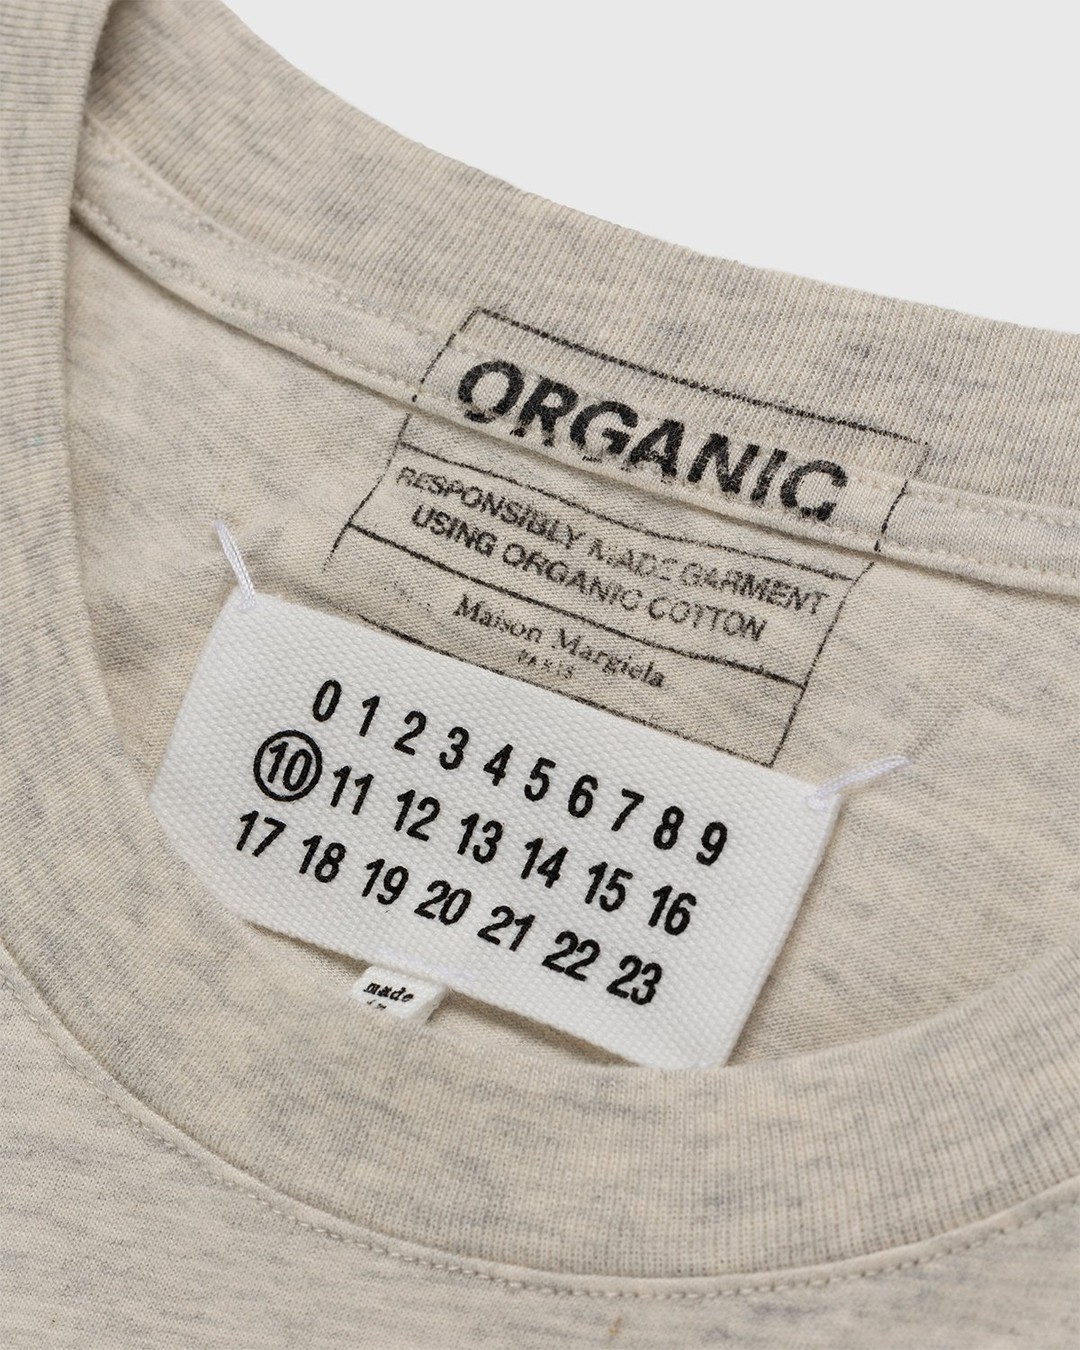 ORGANIC
RESPONSIBLY MADE GARMENT
USING ORGANIC COTTON
Maison Margiela
PARIS
0 1 2 3 4 5 6 7 8 9
10 11 12 13 14 15 16
17 18 19 20 21 22 23
made